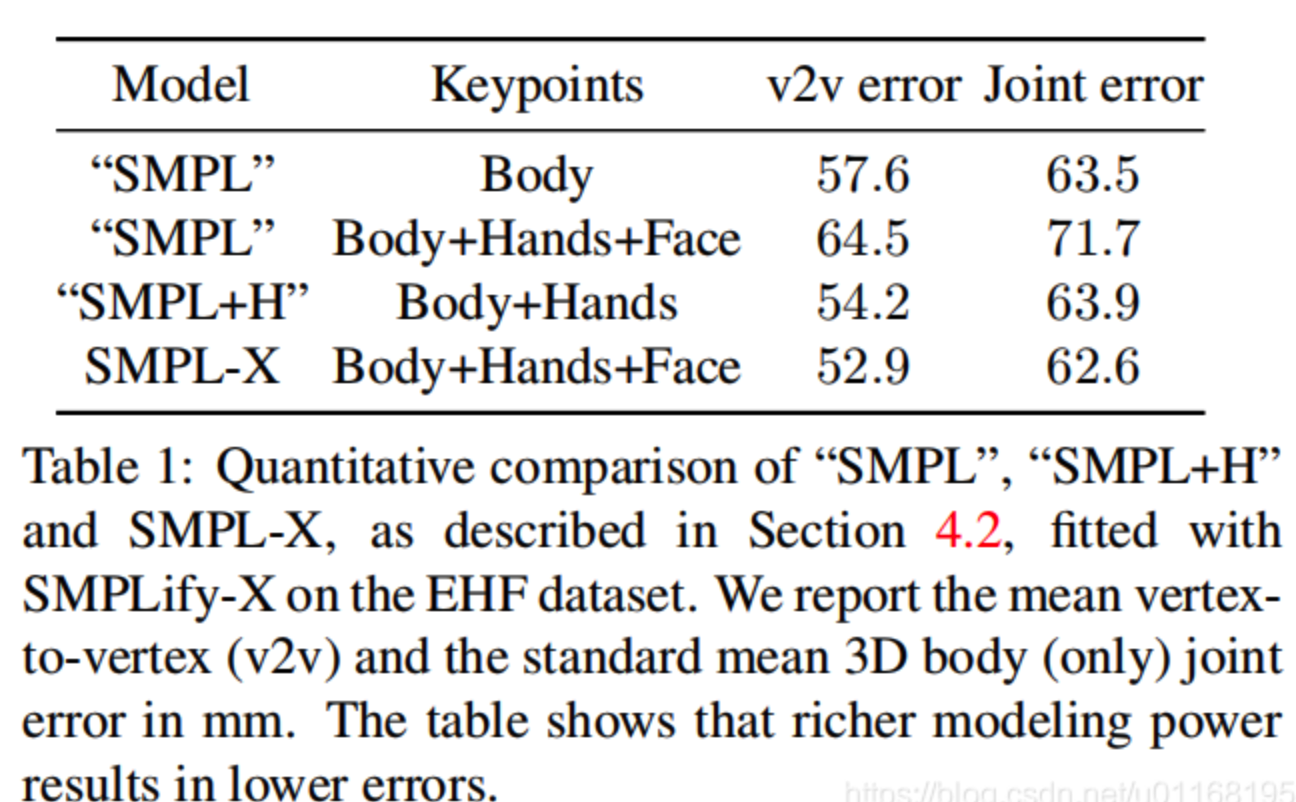 Model Keypoints v2v error Joint error
“SMPL” Body 57.6 63.5
“SMPL” Body+Hands+Face 64.5 71.7
“SMPL+H” Body+Hands 54.2 63.9
SMPL-X Body+Hands+Face 52.9 62.6
Table 1: Quantitative comparison of “SMPL”, “SMPL+H”
and SMPL-X, as described in Section 4.2, fitted with
SMPLify-X on the EHF dataset. We report the mean vertex-
to-vertex (v2v) and the standard mean 3D body (only) joint
error in mm. The table shows that richer modeling power
results in lower errors.
https://blog.csdn.net/u01168195